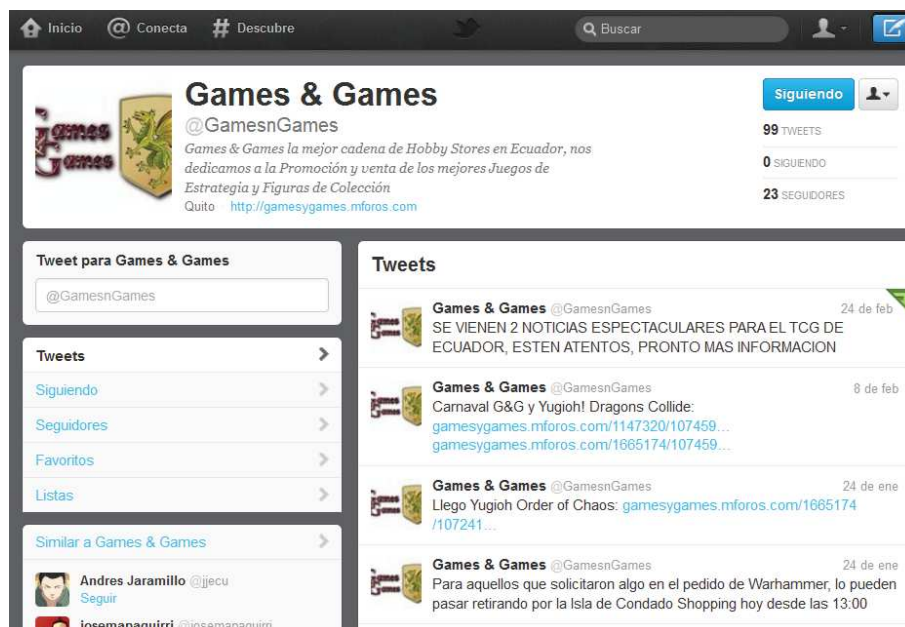 Inicio
Conecta
Descubre
Buscar
Games
Games
Games & Games
@GamesnGames
Games & Games la mejor cadena de Hobby Stores en Ecuador, nos
dedicamos a la Promoción y venta de los mejores Juegos de
Estrategia y Figuras de Colección
Quito http://gamesygames.mforos.com
Siguiendo
99 TWEETS
0 SIGUIENDO
23 SEGUIDORES
Tweet para Games & Games
@GamesnGames
Tweets
Siguiendo
Seguidores
Favoritos
Listas
Similar a Games & Games
Andres Jaramillo @jjecu
Seguir
josemapaguirri @josemapaguirri
Tweets
Games & Games @GamesnGames 24 de feb
SE VIENEN 2 NOTICIAS ESPECTACULARES PARA EL TCG DE
ECUADOR, ESTEN ATENTOS, PRONTO MAS INFORMACION
Games & Games @GamesnGames 8 de feb
Carnaval G&G y Yugioh! Dragons Collide:
gamesygames.mforos.com/1147320/107459...
gamesygames.mforos.com/1665174/107459...
Games & Games @GamesnGames 24 de ene
Llego Yugioh Order of Chaos: gamesygames.mforos.com/1665174
/107241...
Games & Games @GamesnGames 24 de ene
Para aquellos que solicitaron algo en el pedido de Warhammer, lo pueden
pasar retirando por la Isla de Condado Shopping hoy desde las 13:00